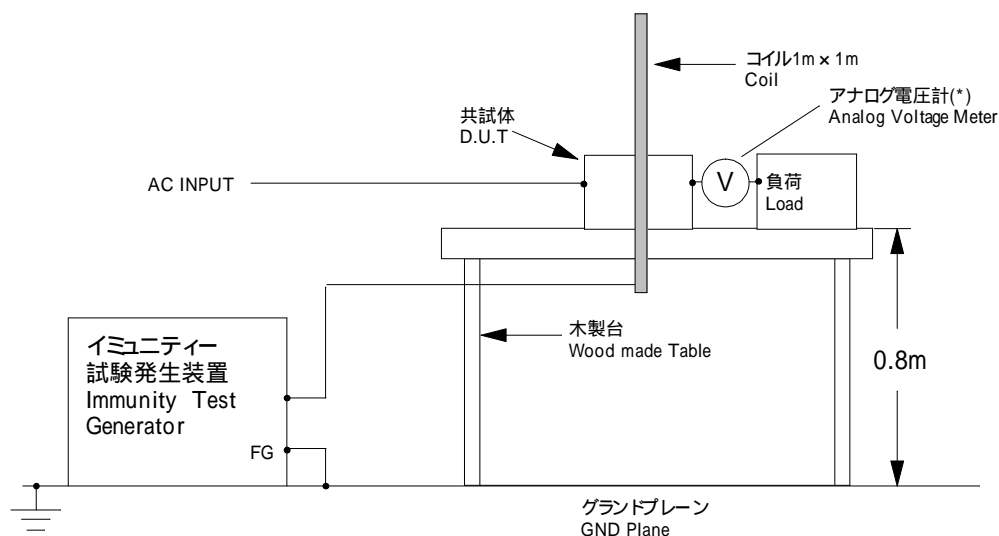 コイル1m × 1m
Coil
アナログ電圧計(*)
Analog Voltage Meter
共試体
D.U.T
AC INPUT
V
負荷
Load
木製台
Wood made Table
0.8m
イミュニティー
試験発生装置
Immunity Test
Generator
FG
グランドプレーン
GND Plane